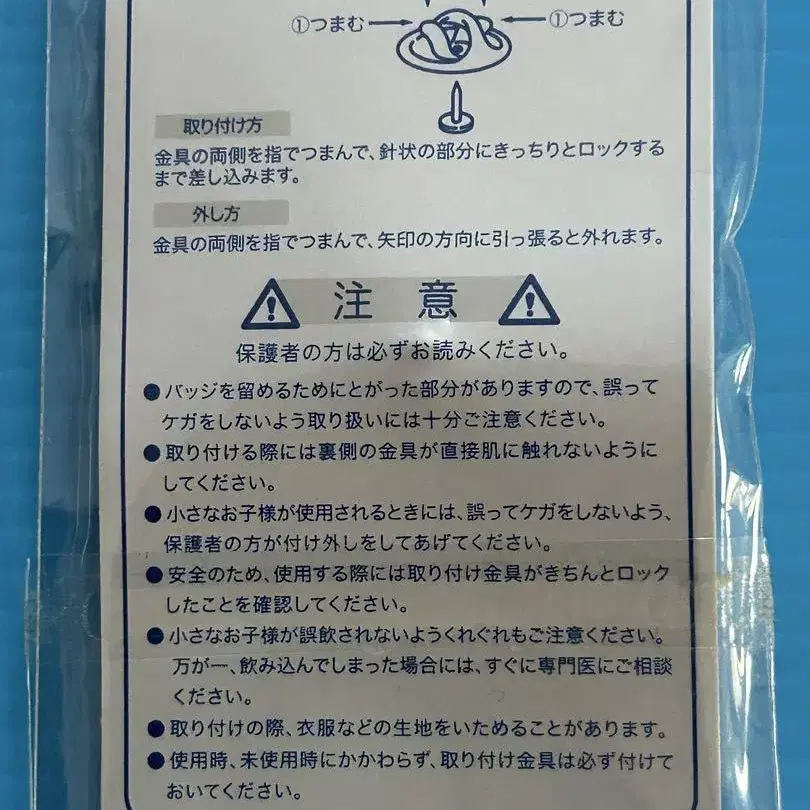 ①つまむ ①つまむ
取り付け方
金具の両側を指でつまんで、針状の部分にきっちりとロックする
まで差し込みます。
外し方
金具の両側を指でつまんで、矢印の方向に引っ張ると外れます。
注 意
保護者の方は必ずお読みください。
●バッジを留めるためにとがった部分がありますので、誤って
ケガをしないよう取り扱いには十分ご注意ください。
●取り付ける際には裏側の金具が直接肌に触れないように
してください。
●小さなお子様が使用されるときには、誤ってケガをしないよう、
保護者の方が付け外しをしてあげてください。
●安全のため、使用する際には取り付け金具がきちんとロック
したことを確認してください。
●小さなお子様が誤飲されないようくれぐれもご注意ください。
万が一、飲み込んでしまった場合には、すぐに専門医にご相談
ください。
●取り付けの際、衣服などの生地をいためることがあります。
●使用時、未使用時にかかわらず、取り付け金具は必ず付けて
おいてください。